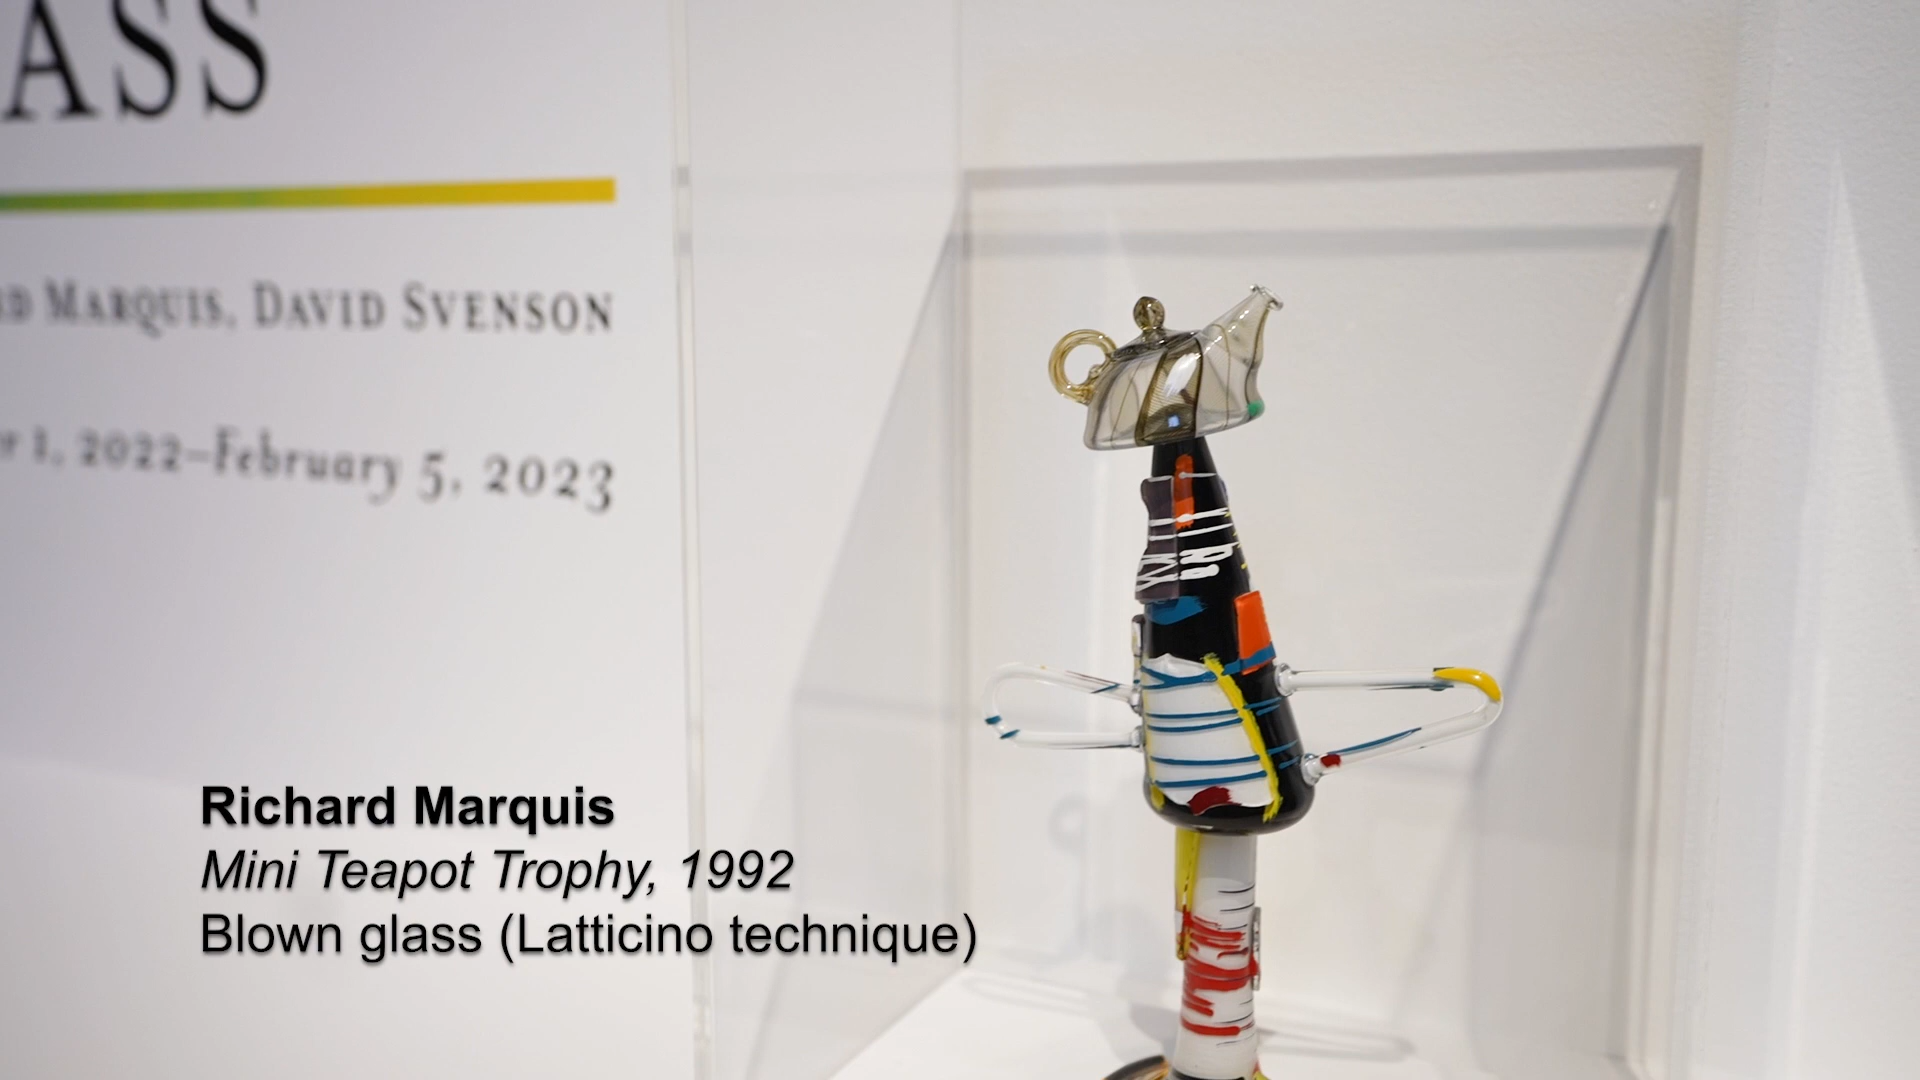 ASS
RD MARQUIS, DAVID SVENSON
r 1, 2022–February 5, 2023
Richard Marquis
Mini Teapot Trophy, 1992
Blown glass (Latticino technique)